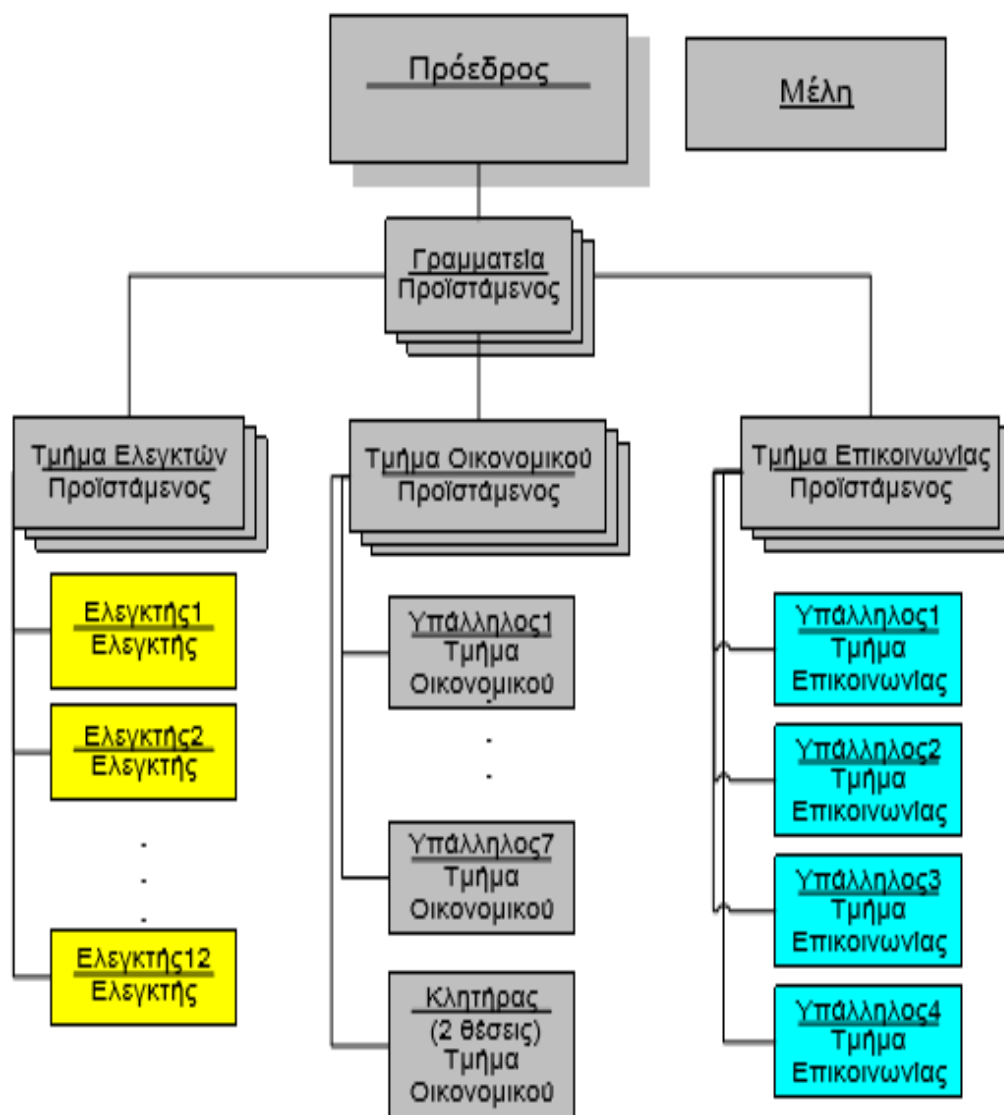 Πρόεδρος
Μέλη
Γραμματεία
Προϊστάμενος
Τμήμα Ελεγκτών
Προϊστάμενος
Τμήμα Οικονομικού
Προϊστάμενος
Τμήμα Επικοινωνίας
Προϊστάμενος
Ελεγκτής1
Ελεγκτής
Ελεγκτής2
Ελεγκτής
.
.
.
Ελεγκτής12
Ελεγκτής
Υπάλληλος1
Τμήμα
Οικονομικού
.
.
.
Υπάλληλος7
Τμήμα
Οικονομικού
Κλητήρας
(2 θέσεις)
Τμήμα
Οικονομικού
Υπάλληλος1
Τμήμα
Επικοινωνίας
Υπάλληλος2
Τμήμα
Επικοινωνίας
Υπάλληλος3
Τμήμα
Επικοινωνίας
Υπάλληλος4
Τμήμα
Επικοινωνίας